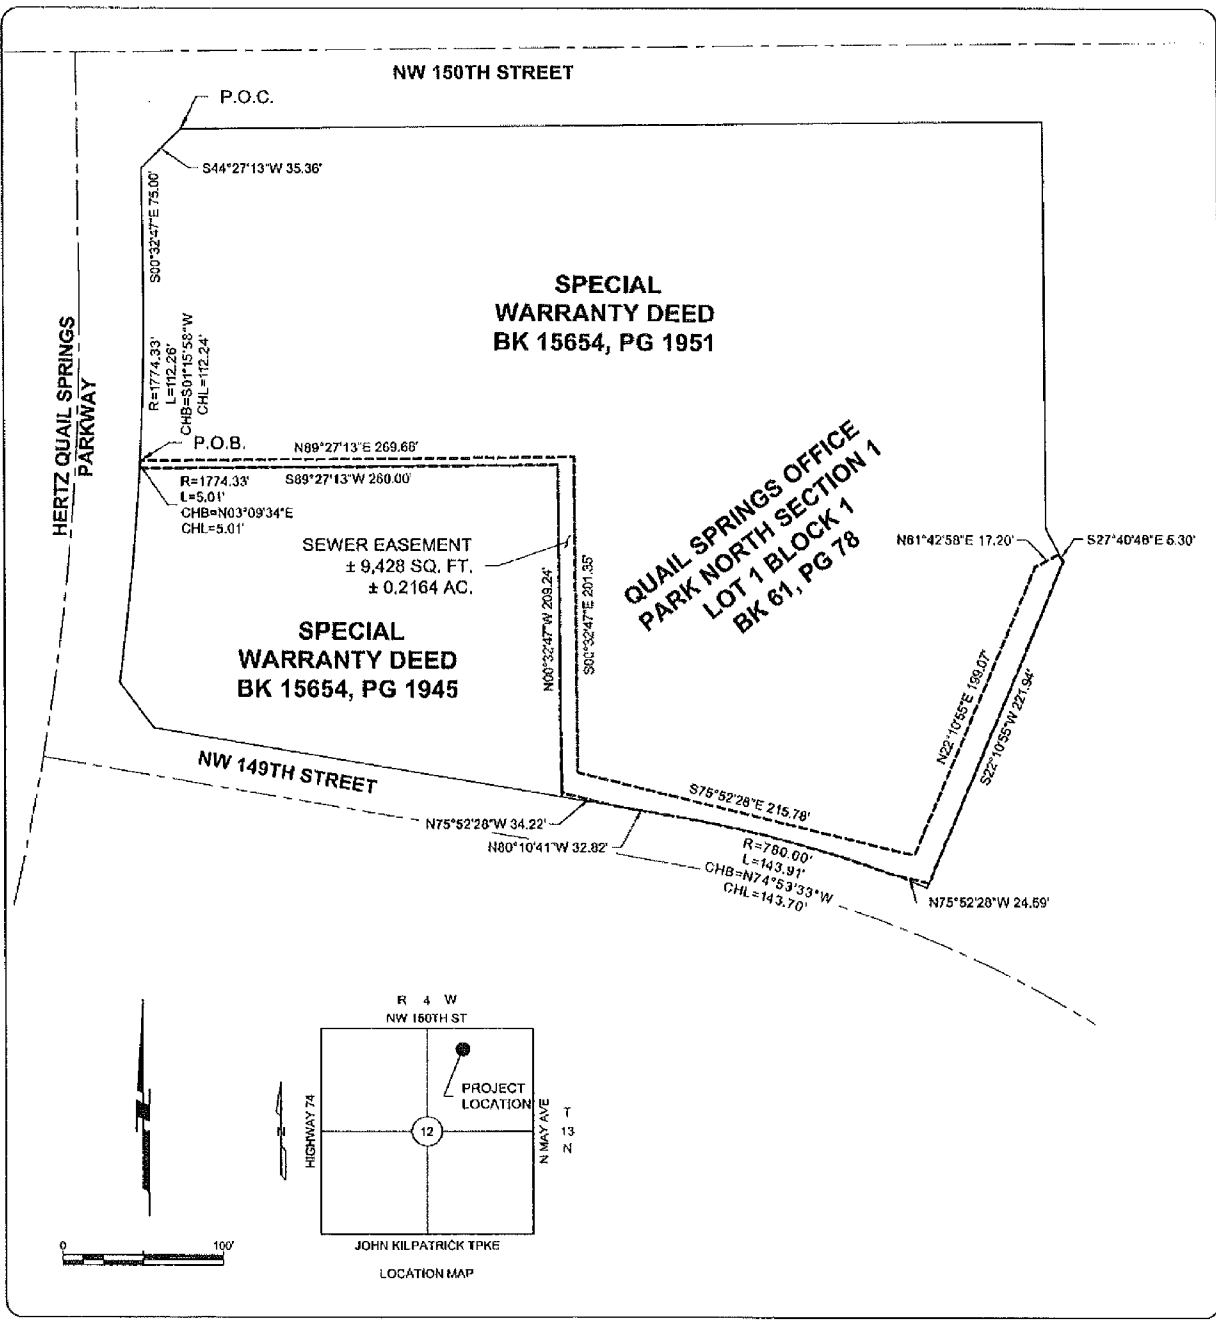 NW 150TH STREET
P.O.C.
S44°27'13"W 35.36'
S00°32'47"E 75.00'
SPECIAL
WARRANTY DEED
BK 15654, PG 1951
HERTZ QUAIL SPRINGS
PARKWAY
R=1774.33'
L=112.26'
CHB=S01°15'58"W
CHL=112.24'
P.O.B.
N89°27'13"E 269.66'
R=1774.33'
L=5.01'
CHB=N03°09'34"E
CHL=5.01'
S89°27'13"W 260.00'
QUAIL SPRINGS OFFICE
PARK NORTH SECTION 1
LOT 1 BLOCK 1
BK 61, PG 78
N61°42'58"E 17.20'
S27°40'48"E 5.30'
SEWER EASEMENT
± 9,428 SQ. FT.
± 0.2164 AC.
N00°32'47"W 209.24'
S00°32'47"E 201.35'
SPECIAL
WARRANTY DEED
BK 15654, PG 1945
N22°10'55"E 199.07'
S22°10'55"W 221.94'
NW 149TH STREET
S75°52'28"E 215.78'
N75°52'28"W 34.22'
N80°10'41"W 32.82'
R=780.00'
L=143.91'
CHB=N74°53'33"W
CHL=143.70'
N75°52'28"W 24.59'
R 4 W
NW 150TH ST
PROJECT
LOCATION
HIGHWAY 74
12
N MAY AVE
T
13
N
N
JOHN KILPATRICK TPKE
LOCATION MAP
0 100'